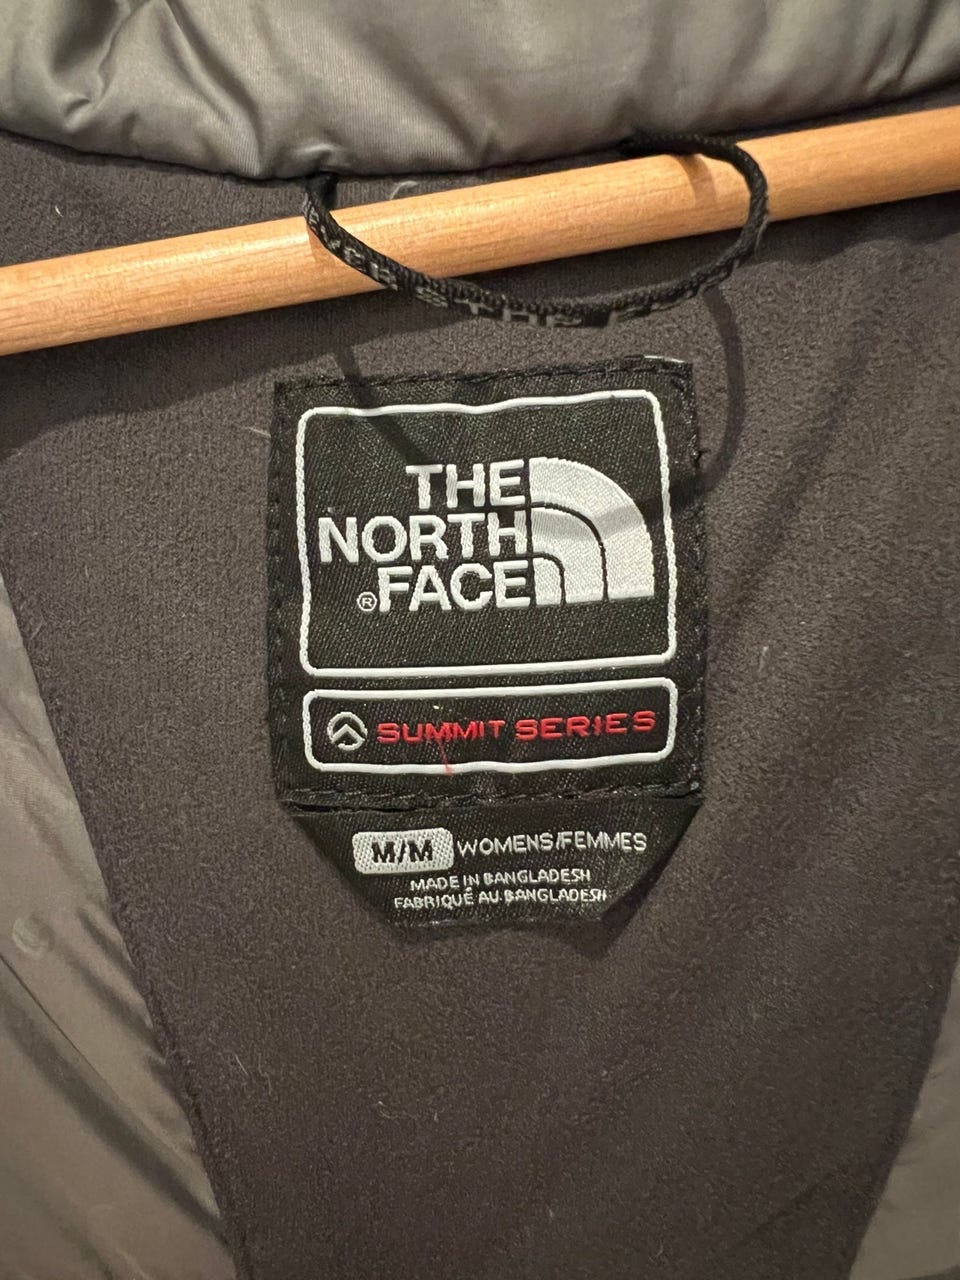 THE
NORTH
®FACE
SUMMIT SERIES
M/M WOMENS/FEMMES
MADE IN BANGLADESH
FABRIQUÉ AU BANGLADESH